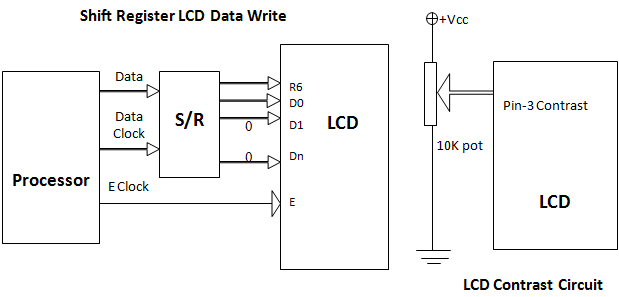 Shift Register LCD Data Write
+Vcc
Data
R6
D0
Data
Clock
S/R
0
D1
LCD
Pin-3 Contrast
10K pot
0
Dn
Processor
E Clock
E
LCD
LCD Contrast Circuit